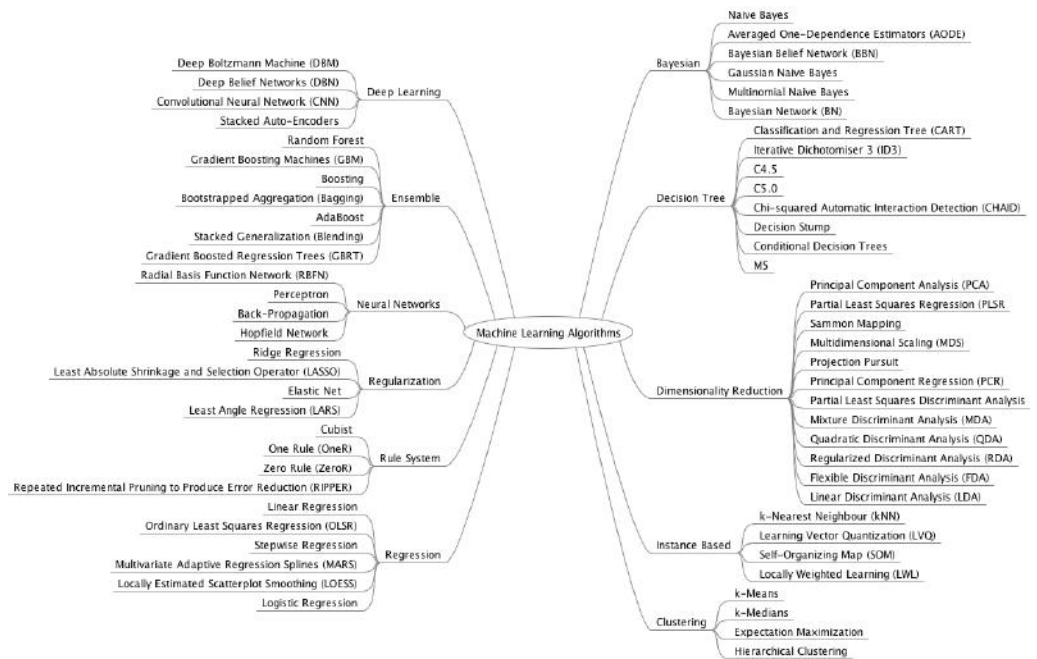 Deep Boltzmann Machine (DBM)
Deep Belief Networks (DBN)
Convolutional Neural Network (CNN)
Stacked Auto-Encoders
Deep Learning
Random Forest
Gradient Boosting Machines (GBM)
Boosting
Bootstrapped Aggregation (Bagging)
AdaBoost
Stacked Generalization (Blending)
Gradient Boosted Regression Trees (GBRT)
Ensemble
Radial Basis Function Network (RBFN)
Perceptron
Back-Propagation
Hopfield Network
Neural Networks
Ridge Regression
Least Absolute Shrinkage and Selection Operator (LASSO)
Elastic Net
Least Angle Regression (LARS)
Regularization
Cubist
One Rule (OneR)
Zero Rule (ZeroR)
Repeated Incremental Pruning to Produce Error Reduction (RIPPER)
Rule System
Linear Regression
Ordinary Least Squares Regression (OLSR)
Stepwise Regression
Multivariate Adaptive Regression Splines (MARS)
Locally Estimated Scatterplot Smoothing (LOESS)
Logistic Regression
Regression
Machine Learning Algorithms
Bayesian
Naive Bayes
Averaged One-Dependence Estimators (AODE)
Bayesian Belief Network (BBN)
Gaussian Naive Bayes
Multinomial Naive Bayes
Bayesian Network (BN)
Decision Tree
Classification and Regression Tree (CART)
Iterative Dichotomiser 3 (ID3)
C4.5
C5.0
Chi-squared Automatic Interaction Detection (CHAID)
Decision Stump
Conditional Decision Trees
M5
Dimensionality Reduction
Principal Component Analysis (PCA)
Partial Least Squares Regression (PLSR
Sammon Mapping
Multidimensional Scaling (MDS)
Projection Pursuit
Principal Component Regression (PCR)
Partial Least Squares Discriminant Analysis
Mixture Discriminant Analysis (MDA)
Quadratic Discriminant Analysis (QDA)
Regularized Discriminant Analysis (RDA)
Flexible Discriminant Analysis (FDA)
Linear Discriminant Analysis (LDA)
Instance Based
k-Nearest Neighbour (kNN)
Learning Vector Quantization (LVQ)
Self-Organizing Map (SOM)
Locally Weighted Learning (LWL)
Clustering
k-Means
k-Medians
Expectation Maximization
Hierarchical Clustering